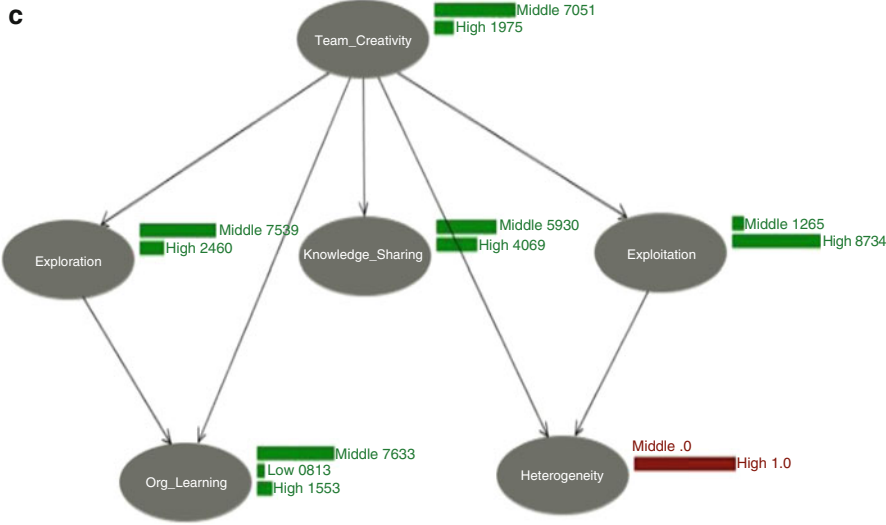 c
Team_Creativity
Middle 7051
High 1975
Exploration
Middle 7539
High 2460
Knowledge_Sharing
Middle 5930
High 4069
Exploitation
Middle 1265
High 8734
Org_Learning
Middle 7633
Low 0813
High 1553
Heterogeneity
Middle .0
High 1.0